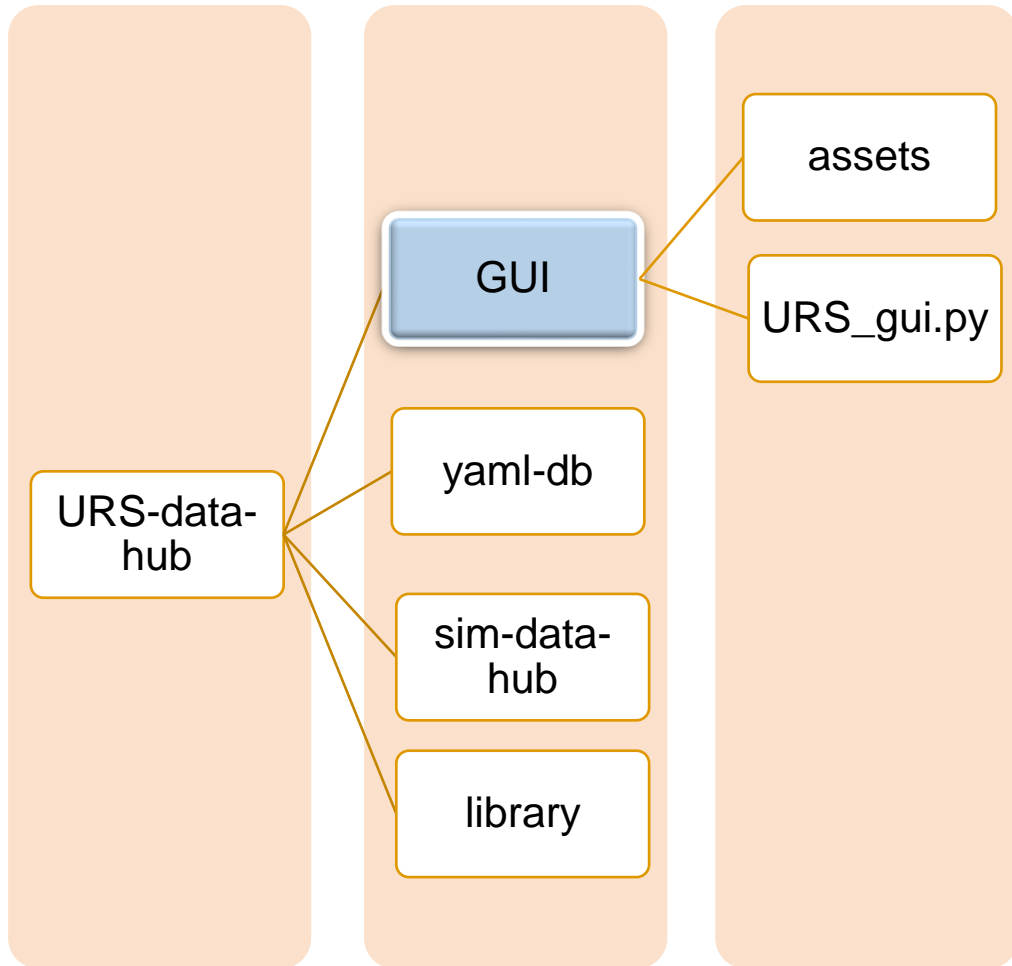 URS-data-
hub
GUI
yaml-db
sim-data-
hub
library
assets
URS_gui.py